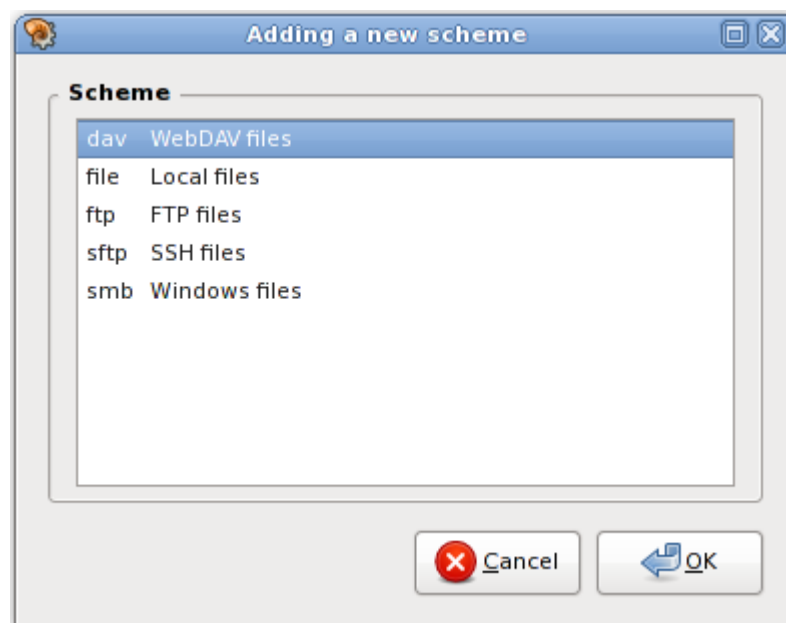 Adding a new scheme
Scheme
dav WebDAV files
file Local files
ftp FTP files
sftp SSH files
smb Windows files
Cancel OK